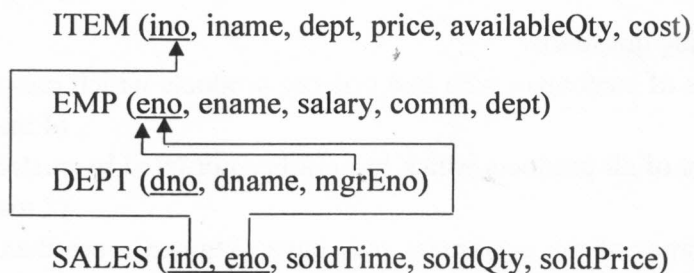 ITEM (ino, iname, dept, price, availableQty, cost)
EMP (eno, ename, salary, comm, dept)
DEPT (dno, dname, mgrEno)
SALES (ino, eno, soldTime, soldQty, soldPrice)